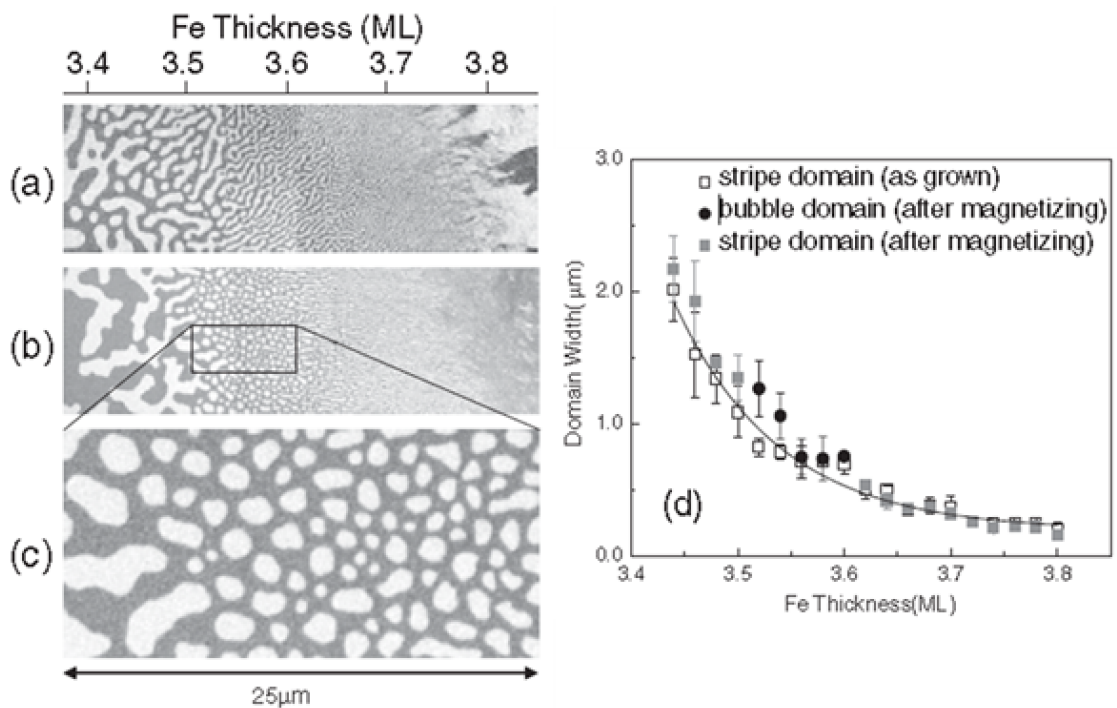 Fe Thickness (ML)
3.4 3.5 3.6 3.7 3.8
(a)
(b)
(c)
25μm
3.0
2.0
1.0
0.0
Domain Width( μm)
stripe domain (as grown)
bubble domain (after magnetizing)
stripe domain (after magnetizing)
(d)
3.4 3.5 3.6 3.7 3.8
Fe Thickness(ML)